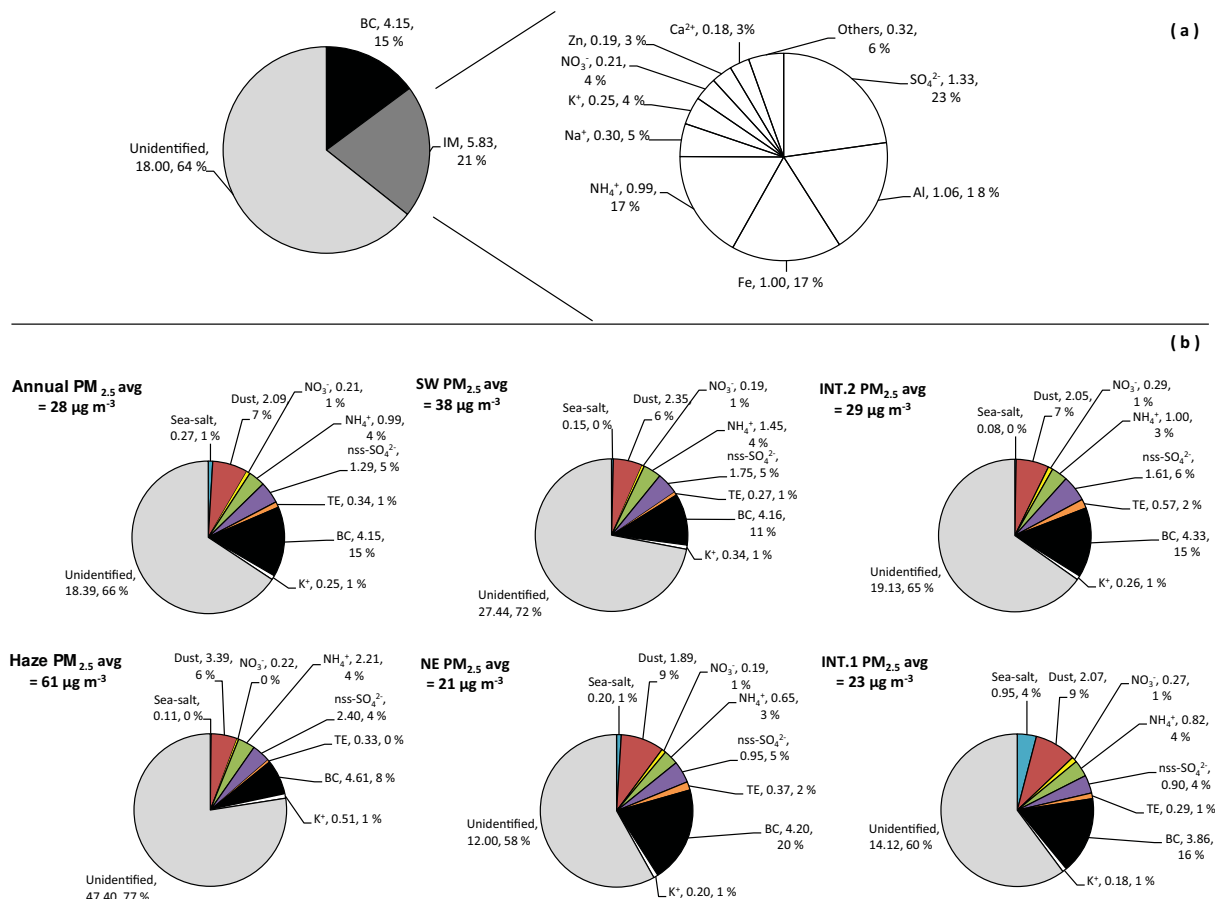 ( a )
BC, 4.15,
15 %
IM, 5.83,
21 %
Unidentified,
18.00, 64 %
Ca²⁺, 0.18, 3%
Others, 0.32,
6 %
Zn, 0.19, 3 %
NO₃⁻, 0.21,
4 %
K⁺, 0.25, 4 %
Na⁺, 0.30, 5 %
NH₄⁺, 0.99,
17 %
Fe, 1.00, 17 %
Al, 1.06, 1 8 %
SO₄²⁻, 1.33,
23 %
( b )
Annual PM₂.₅ avg
= 28 µg m⁻³
Sea-salt,
0.27, 1 %
Dust, 2.09,
7 %
NO₃⁻, 0.21,
1 %
NH₄⁺, 0.99,
4 %
nss-SO₄²⁻,
1.29, 5 %
TE, 0.34, 1 %
BC, 4.15,
15 %
K⁺, 0.25, 1 %
Unidentified,
18.39, 66 %
SW PM₂.₅ avg
= 38 µg m⁻³
Sea-salt,
0.15, 0 %
Dust, 2.35,
6 %
NO₃⁻, 0.19,
1 %
NH₄⁺, 1.45,
4 %
nss-SO₄²⁻,
1.75, 5 %
TE, 0.27, 1 %
BC, 4.16,
11 %
K⁺, 0.34, 1 %
Unidentified,
27.44, 72 %
INT.2 PM₂.₅ avg
= 29 µg m⁻³
Sea-salt,
0.08, 0 %
Dust, 2.05,
7 %
NO₃⁻, 0.29,
1 %
NH₄⁺, 1.00,
3 %
nss-SO₄²⁻,
1.61, 6 %
TE, 0.57, 2 %
BC, 4.33,
15 %
K⁺, 0.26, 1 %
Unidentified,
19.13, 65 %
Haze PM₂.₅ avg
= 61 µg m⁻³
Sea-salt,
0.11, 0 %
Dust, 3.39,
6 %
NO₃⁻, 0.22,
0 %
NH₄⁺, 2.21,
4 %
nss-SO₄²⁻,
2.40, 4 %
TE, 0.33, 0 %
BC, 4.61, 8 %
K⁺, 0.51, 1 %
Unidentified,
47.40, 77 %
NE PM₂.₅ avg
= 21 µg m⁻³
Sea-salt,
0.20, 1 %
Dust, 1.89,
9 %
NO₃⁻, 0.19,
1 %
NH₄⁺, 0.65,
3 %
nss-SO₄²⁻,
0.95, 5 %
TE, 0.37, 2 %
BC, 4.20,
20 %
K⁺, 0.20, 1 %
Unidentified,
12.00, 58 %
INT.1 PM₂.₅ avg
= 23 µg m⁻³
Sea-salt,
0.95, 4 %
Dust, 2.07,
9 %
NO₃⁻, 0.27,
1 %
NH₄⁺, 0.82,
4 %
nss-SO₄²⁻,
0.90, 4 %
TE, 0.29, 1 %
BC, 3.86,
16 %
K⁺, 0.18, 1 %
Unidentified,
14.12, 60 %